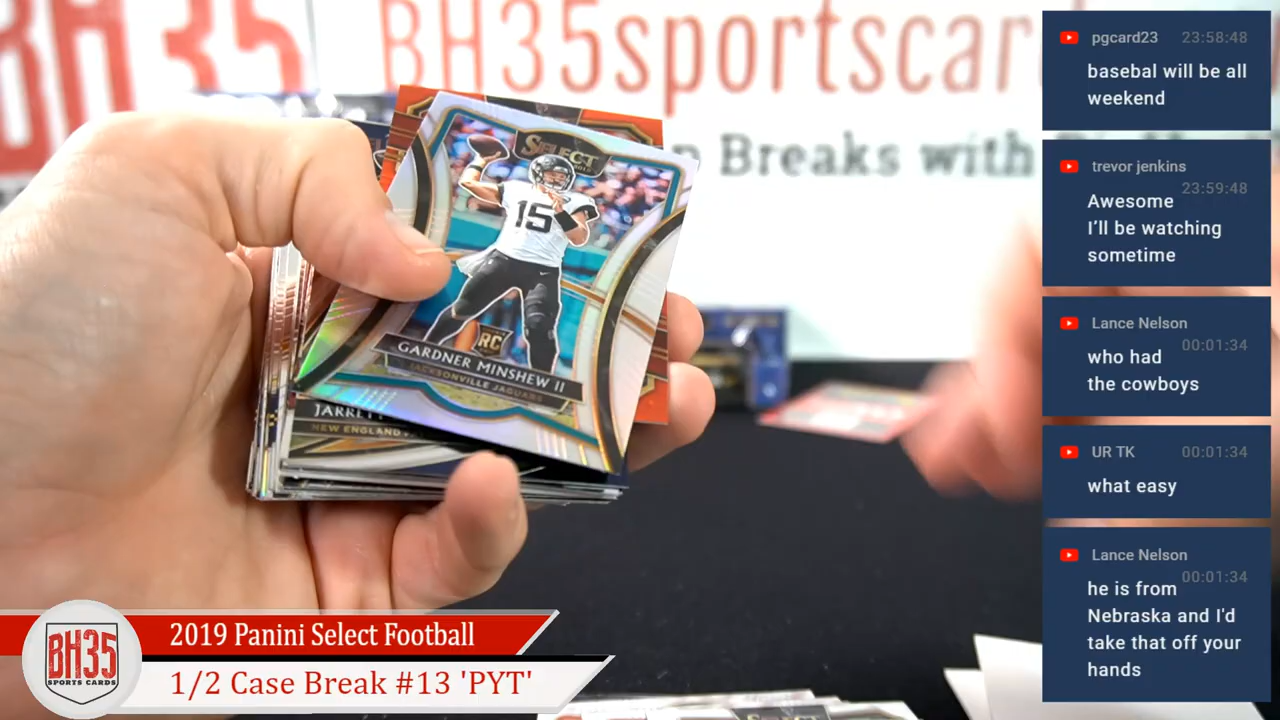 BH35
BH35sportscar
Breaks with
SELECT
15
RC
GARDNER MINSHEW II
JACKSONVILLE JAGUARS
JARRETT
NEW ENGLAND
BH35
SPORTS CARDS
2019 Panini Select Football
1/2 Case Break #13 'PYT'
pgcard23 23:58:48
basebal will be all
weekend
trevor jenkins
23:59:48
Awesome
I'll be watching
sometime
Lance Nelson
00:01:34
who had
the cowboys
UR TK 00:01:34
what easy
Lance Nelson
00:01:34
he is from
Nebraska and I'd
take that off your
hands
SELECT